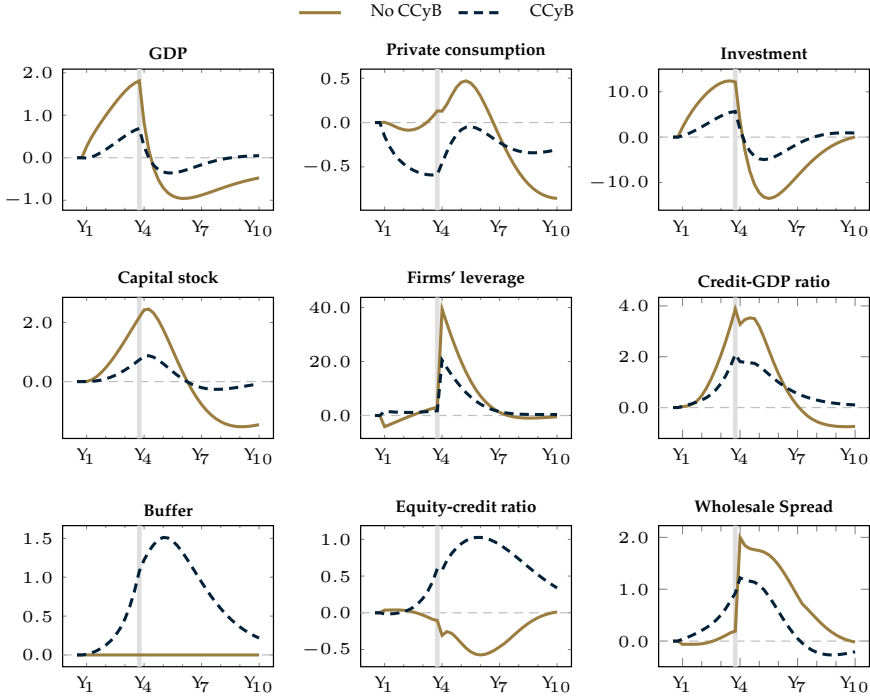 No CCyB CCyB
GDP Private consumption Investment
2.0
1.0
0.0
−1.0
Y1 Y4 Y7 Y10
0.5
0.0
−0.5
Y1 Y4 Y7 Y10
10.0
0.0
−10.0
Y1 Y4 Y7 Y10
Capital stock Firms’ leverage Credit-GDP ratio
2.0
0.0
Y1 Y4 Y7 Y10
40.0
20.0
0.0
Y1 Y4 Y7 Y10
4.0
2.0
0.0
Y1 Y4 Y7 Y10
Buffer Equity-credit ratio Wholesale Spread
1.5
1.0
0.5
0.0
Y1 Y4 Y7 Y10
1.0
0.5
0.0
−0.5
Y1 Y4 Y7 Y10
2.0
1.0
0.0
Y1 Y4 Y7 Y10